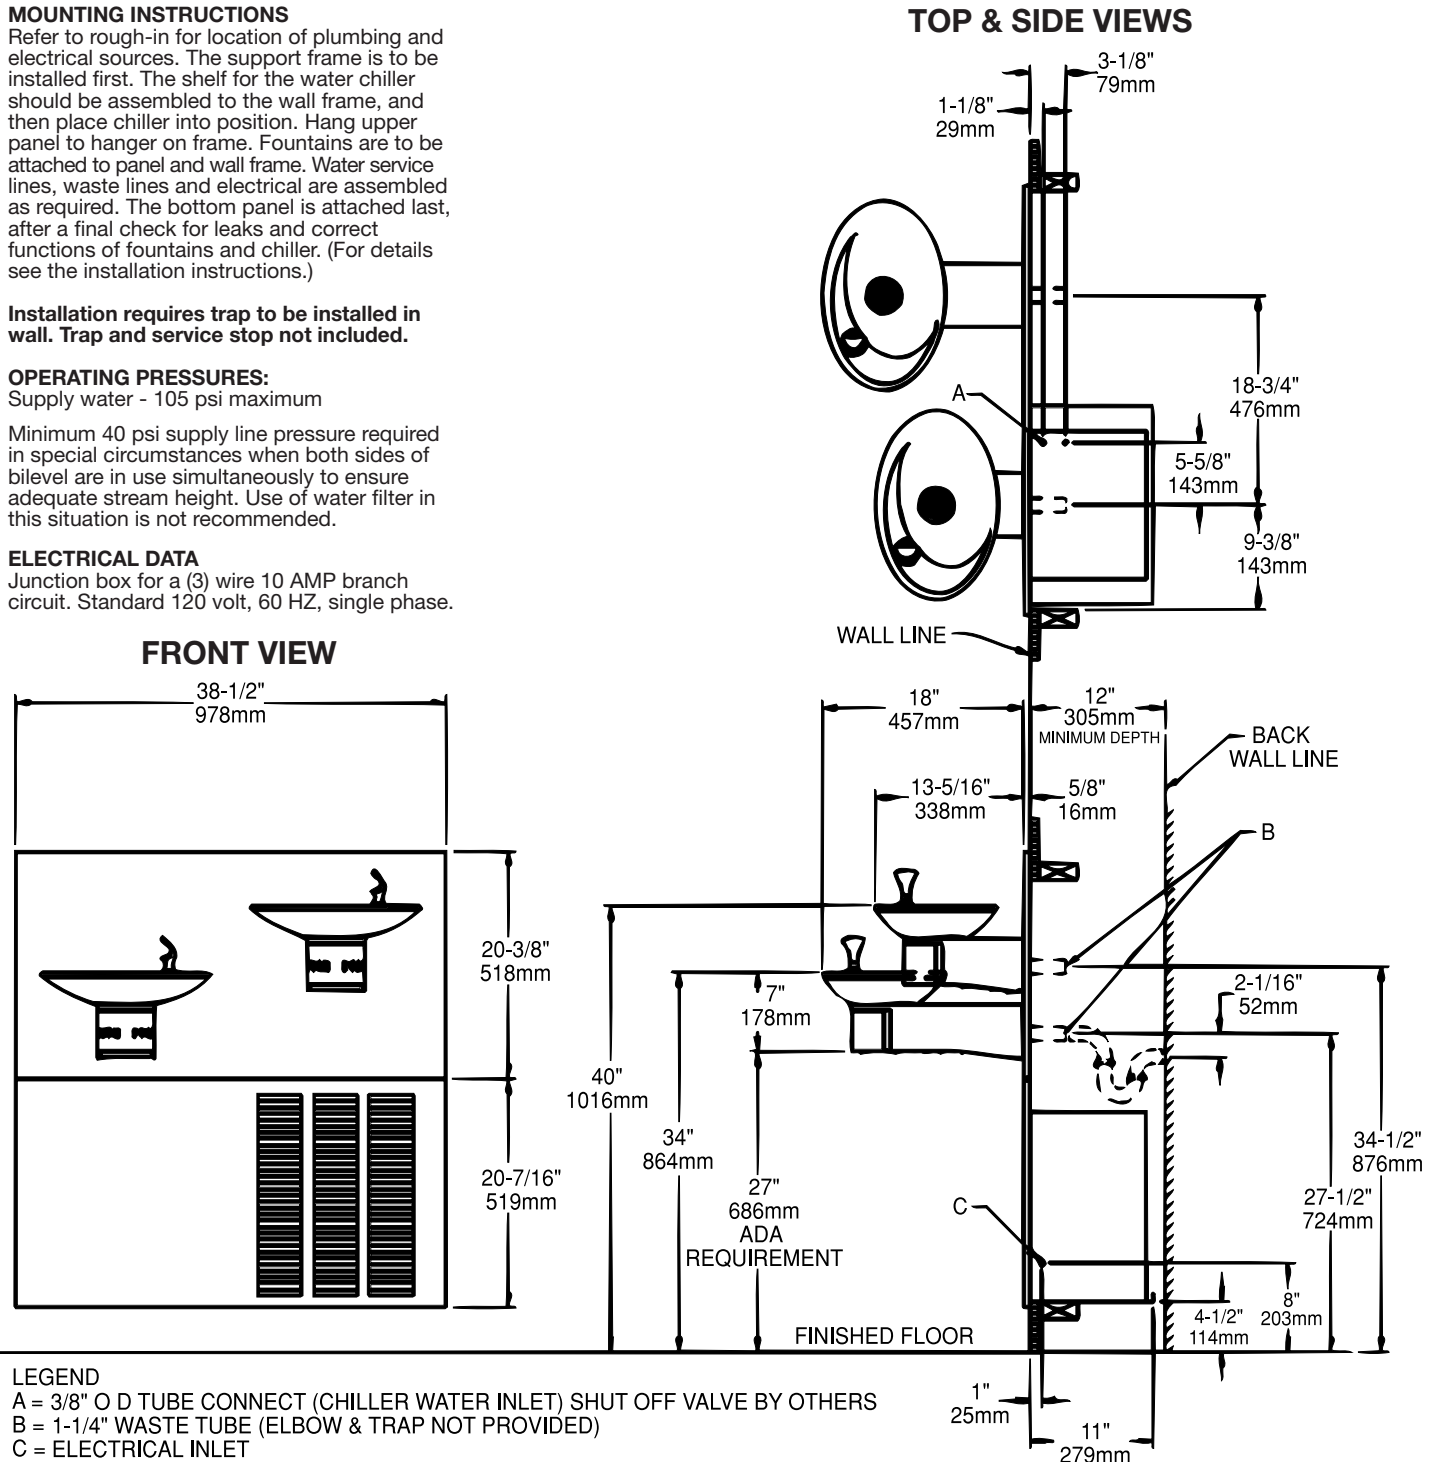 MOUNTING INSTRUCTIONS
Refer to rough-in for location of plumbing and
electrical sources. The support frame is to be
installed first. The shelf for the water chiller
should be assembled to the wall frame, and
then place chiller into position. Hang upper
panel to hanger on frame. Fountains are to be
attached to panel and wall frame. Water service
lines, waste lines and electrical are assembled
as required. The bottom panel is attached last,
after a final check for leaks and correct
functions of fountains and chiller. (For details
see the installation instructions.)
Installation requires trap to be installed in
wall. Trap and service stop not included.
OPERATING PRESSURES:
Supply water - 105 psi maximum
Minimum 40 psi supply line pressure required
in special circumstances when both sides of
bilevel are in use simultaneously to ensure
adequate stream height. Use of water filter in
this situation is not recommended.
ELECTRICAL DATA
Junction box for a (3) wire 10 AMP branch
circuit. Standard 120 volt, 60 HZ, single phase.
TOP & SIDE VIEWS
3-1/8"
79mm
1-1/8"
29mm
A
18-3/4"
476mm
5-5/8"
143mm
9-3/8"
143mm
WALL LINE
FRONT VIEW
38-1/2"
978mm
20-3/8"
518mm
20-7/16"
519mm
18"
457mm
12"
305mm
MINIMUM DEPTH
BACK
WALL LINE
13-5/16"
338mm
5/8"
16mm
B
7"
178mm
2-1/16"
52mm
40"
1016mm
34"
864mm
27"
686mm
ADA
REQUIREMENT
34-1/2"
876mm
27-1/2"
724mm
C
8"
203mm
4-1/2"
114mm
FINISHED FLOOR
1"
25mm
11"
279mm
LEGEND
A = 3/8" O D TUBE CONNECT (CHILLER WATER INLET) SHUT OFF VALVE BY OTHERS
B = 1-1/4" WASTE TUBE (ELBOW & TRAP NOT PROVIDED)
C = ELECTRICAL INLET